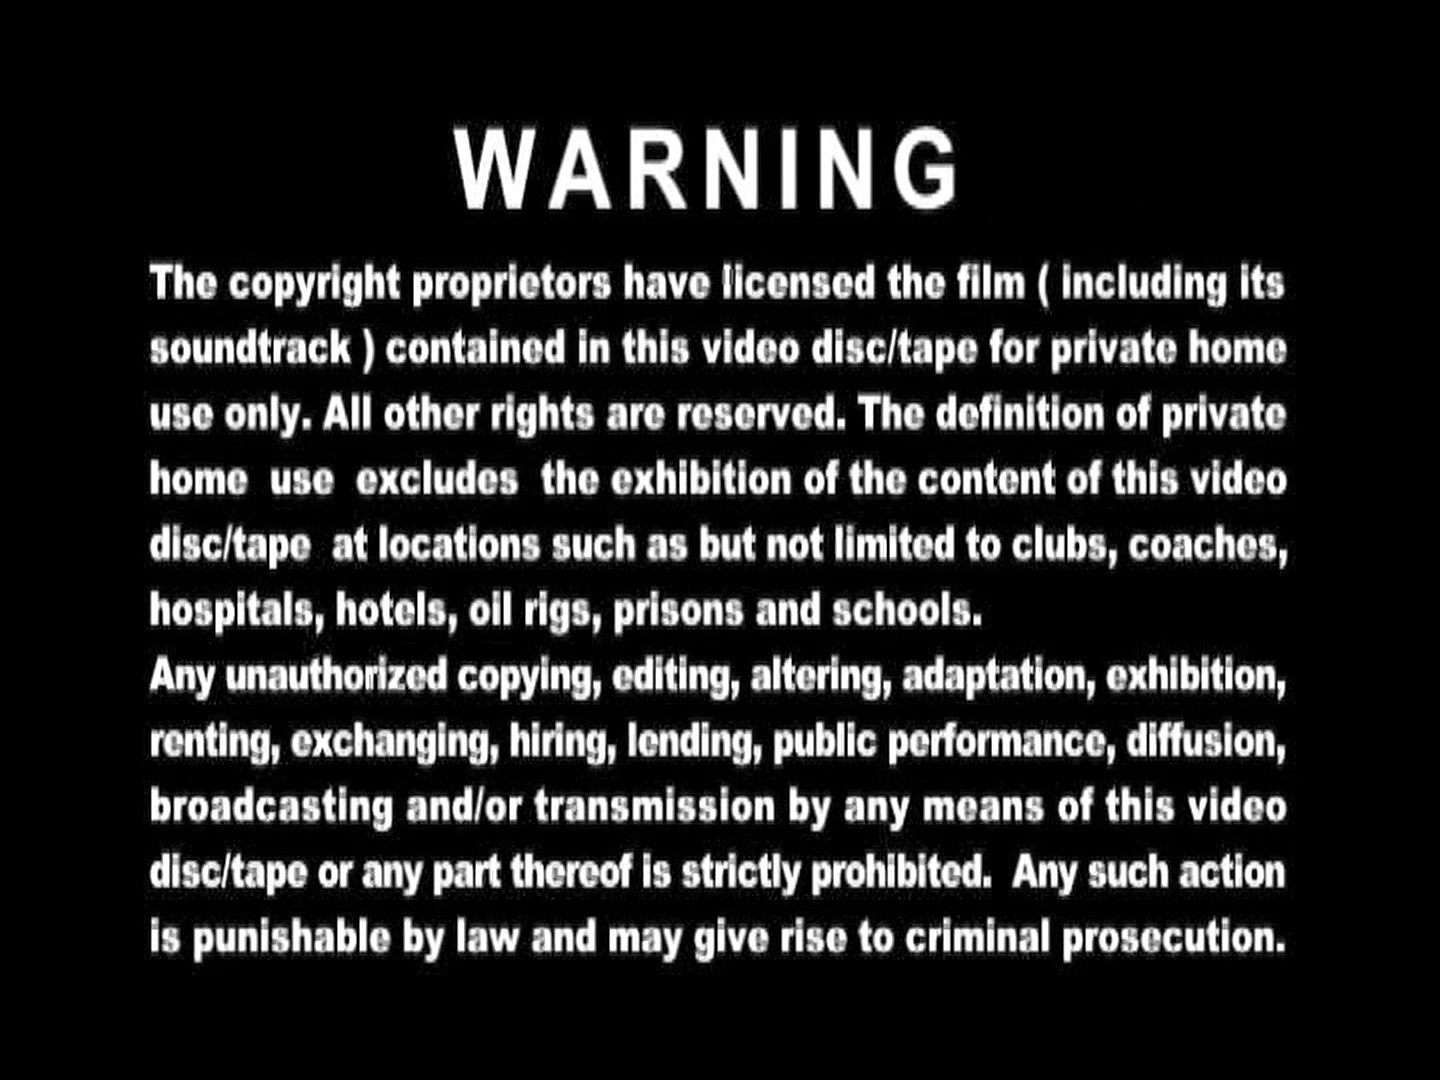 WARNING
The copyright proprietors have licensed the film ( including its
soundtrack ) contained in this video disc/tape for private home
use only. All other rights are reserved. The definition of private
home use excludes the exhibition of the content of this video
disc/tape at locations such as but not limited to clubs, coaches,
hospitals, hotels, oil rigs, prisons and schools.
Any unauthorized copying, editing, altering, adaptation, exhibition,
renting, exchanging, hiring, lending, public performance, diffusion,
broadcasting and/or transmission by any means of this video
disc/tape or any part thereof is strictly prohibited. Any such action
is punishable by law and may give rise to criminal prosecution.